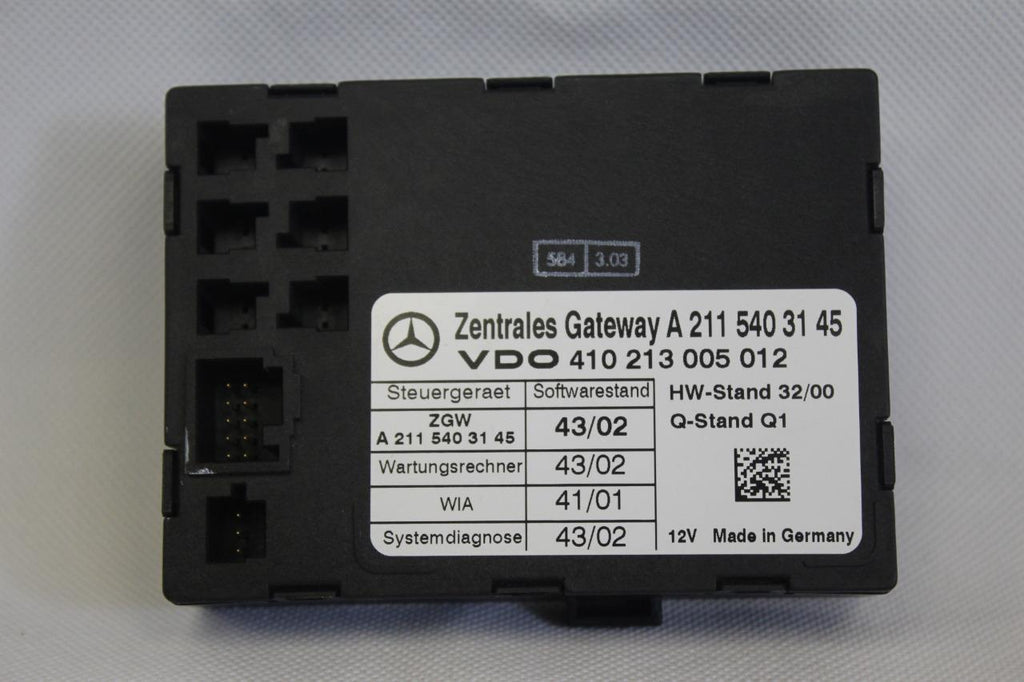 584 3.03
Zentrales Gateway A 211 540 31 45
VDO 410 213 005 012
Steuergeraet Softwarestand
HW-Stand 32/00
ZGW
A 211 540 31 45 43/02
Q-Stand Q1
Wartungsrechner 43/02
WIA 41/01
Systemdiagnose 43/02
12V Made in Germany